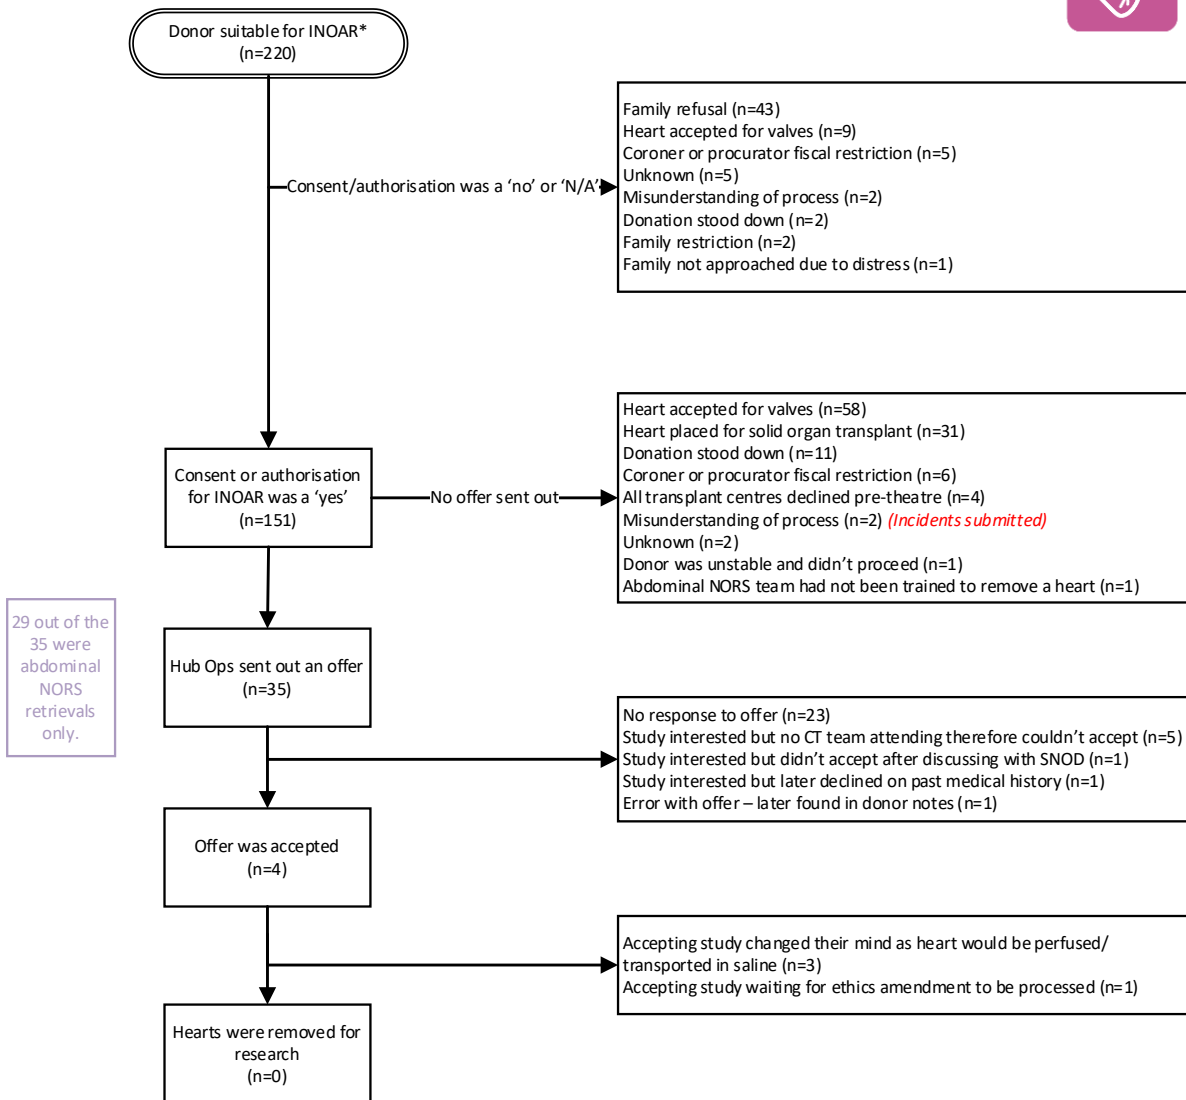 Donor suitable for INOAR*
(n=220)
Family refusal (n=43)
Heart accepted for valves (n=9)
Coroner or procurator fiscal restriction (n=5)
Unknown (n=5)
Misunderstanding of process (n=2)
Donation stood down (n=2)
Family restriction (n=2)
Family not approached due to distress (n=1)
Consent/authorisation was a ‘no’ or ‘N/A’
Heart accepted for valves (n=58)
Heart placed for solid organ transplant (n=31)
Donation stood down (n=11)
Coroner or procurator fiscal restriction (n=6)
All transplant centres declined pre-theatre (n=4)
Misunderstanding of process (n=2) (Incidents submitted)
Unknown (n=2)
Donor was unstable and didn’t proceed (n=1)
Abdominal NORS team had not been trained to remove a heart (n=1)
Consent or authorisation
for INOAR was a ‘yes’
(n=151)
No offer sent out
29 out of the
35 were
abdominal
NORS
retrievals
only.
Hub Ops sent out an offer
(n=35)
No response to offer (n=23)
Study interested but no CT team attending therefore couldn’t accept (n=5)
Study interested but didn’t accept after discussing with SNOD (n=1)
Study interested but later declined on past medical history (n=1)
Error with offer – later found in donor notes (n=1)
Offer was accepted
(n=4)
Accepting study changed their mind as heart would be perfused/
transported in saline (n=3)
Accepting study waiting for ethics amendment to be processed (n=1)
Hearts were removed for
research
(n=0)